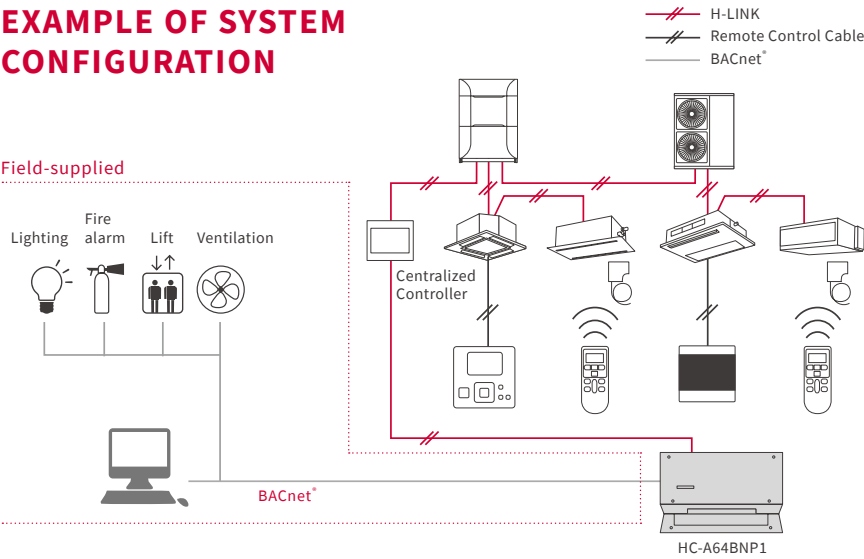 EXAMPLE OF SYSTEM
CONFIGURATION
H-LINK
Remote Control Cable
BACnet®
Field-supplied
Lighting
Fire
alarm
Lift
Ventilation
Centralized
Controller
BACnet®
HC-A64BNP1